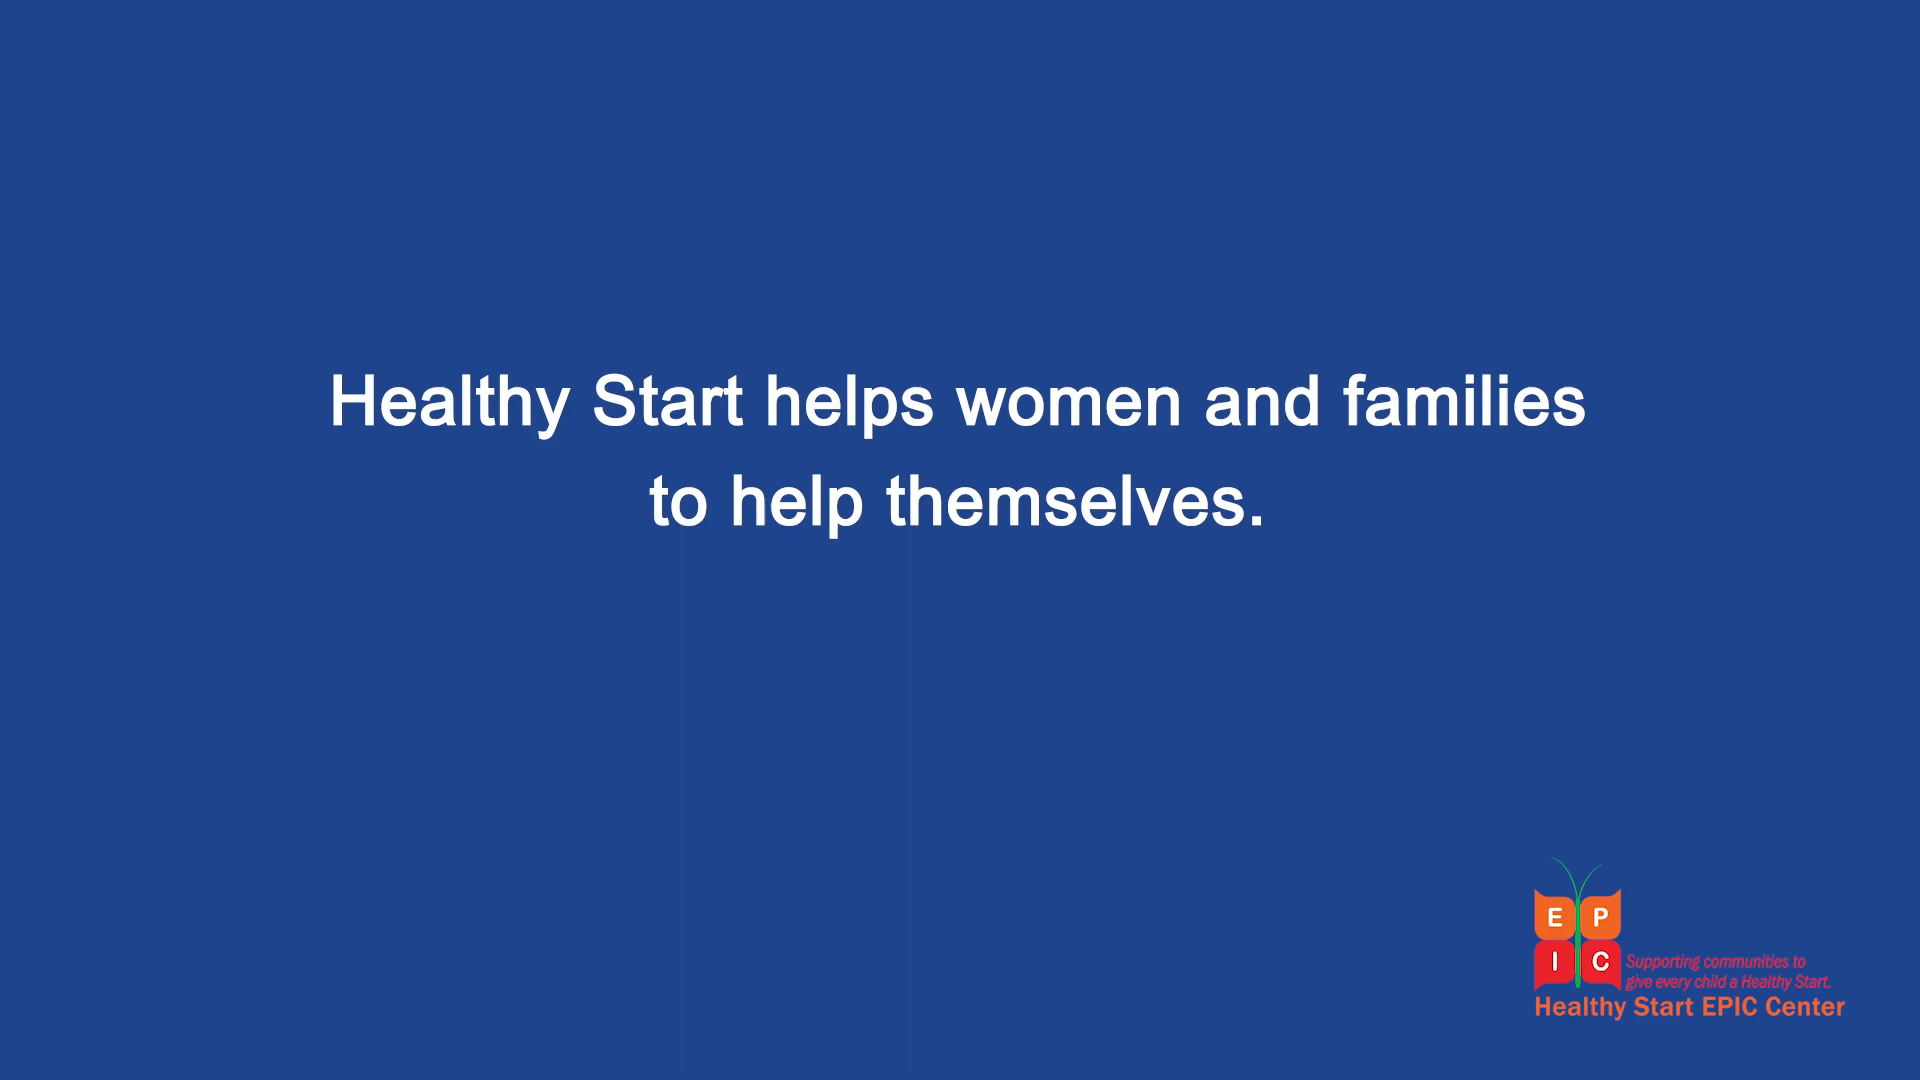 Healthy Start helps women and families
to help themselves.
E P
I C
Supporting communities to
give every child a Healthy Start.
Healthy Start EPIC Center